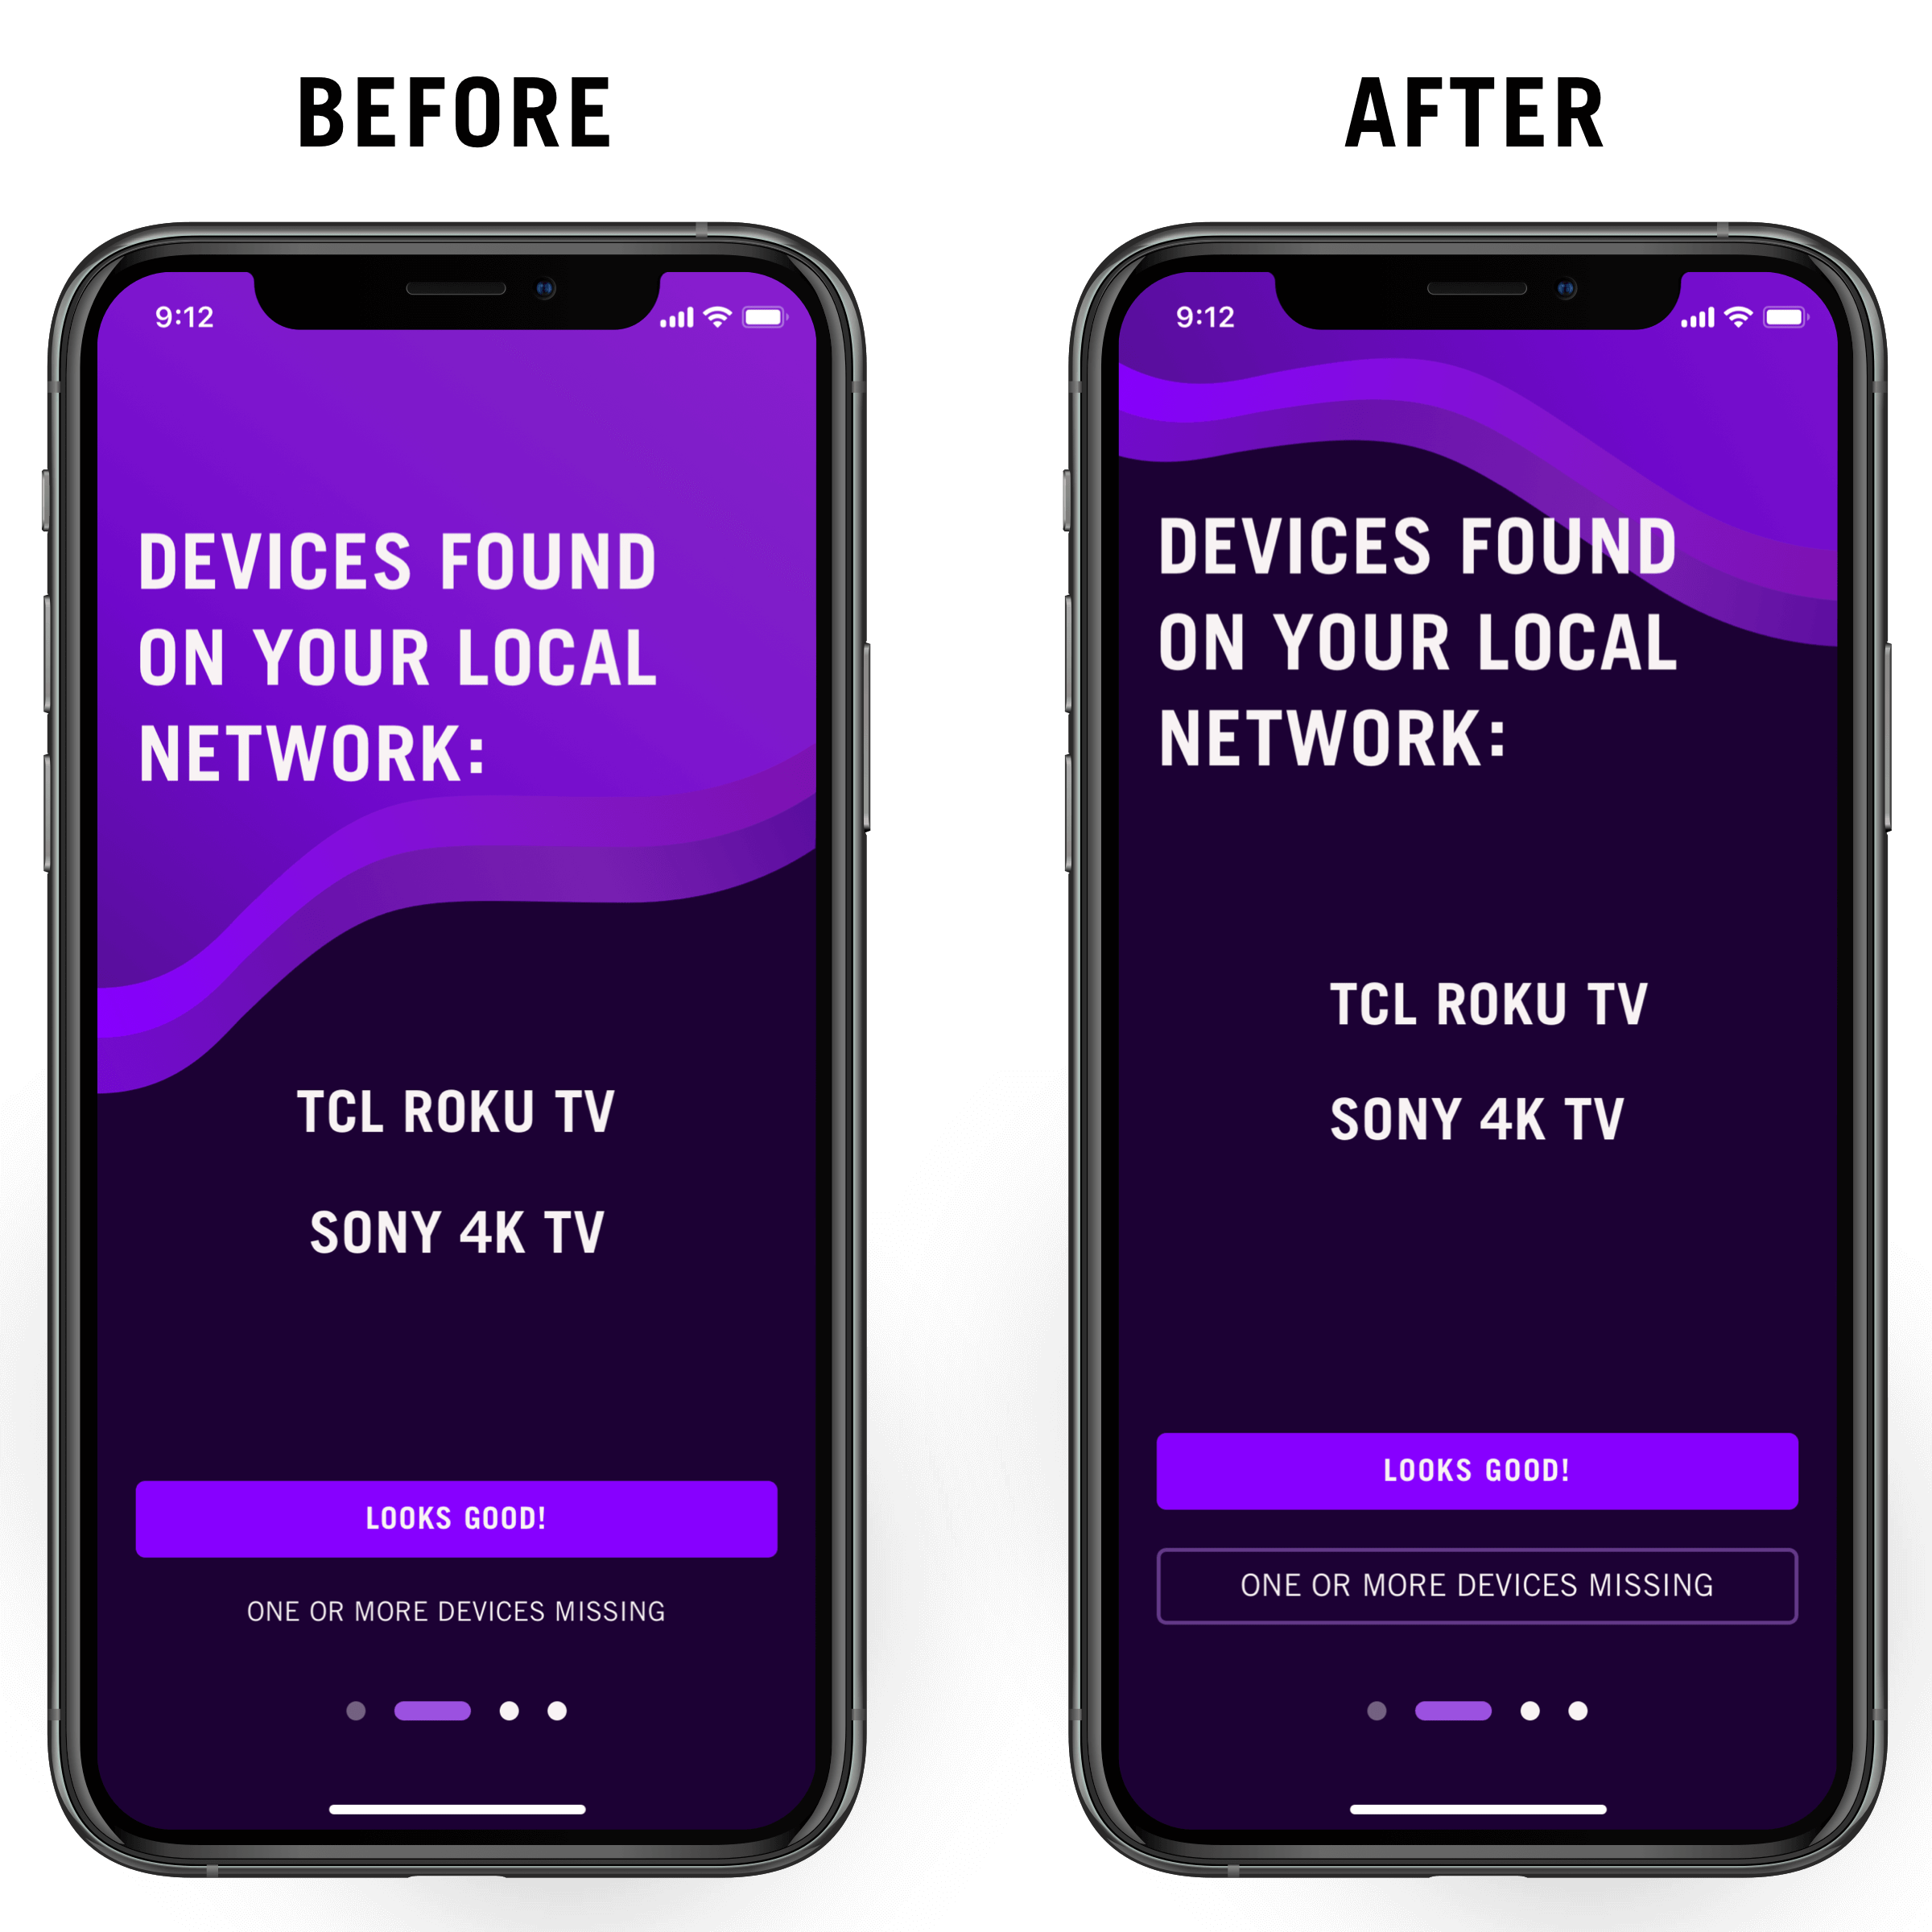 BEFORE
9:12
DEVICES FOUND
ON YOUR LOCAL
NETWORK:
TCL ROKU TV
SONY 4K TV
LOOKS GOOD!
ONE OR MORE DEVICES MISSING
AFTER
9:12
DEVICES FOUND
ON YOUR LOCAL
NETWORK:
TCL ROKU TV
SONY 4K TV
LOOKS GOOD!
ONE OR MORE DEVICES MISSING